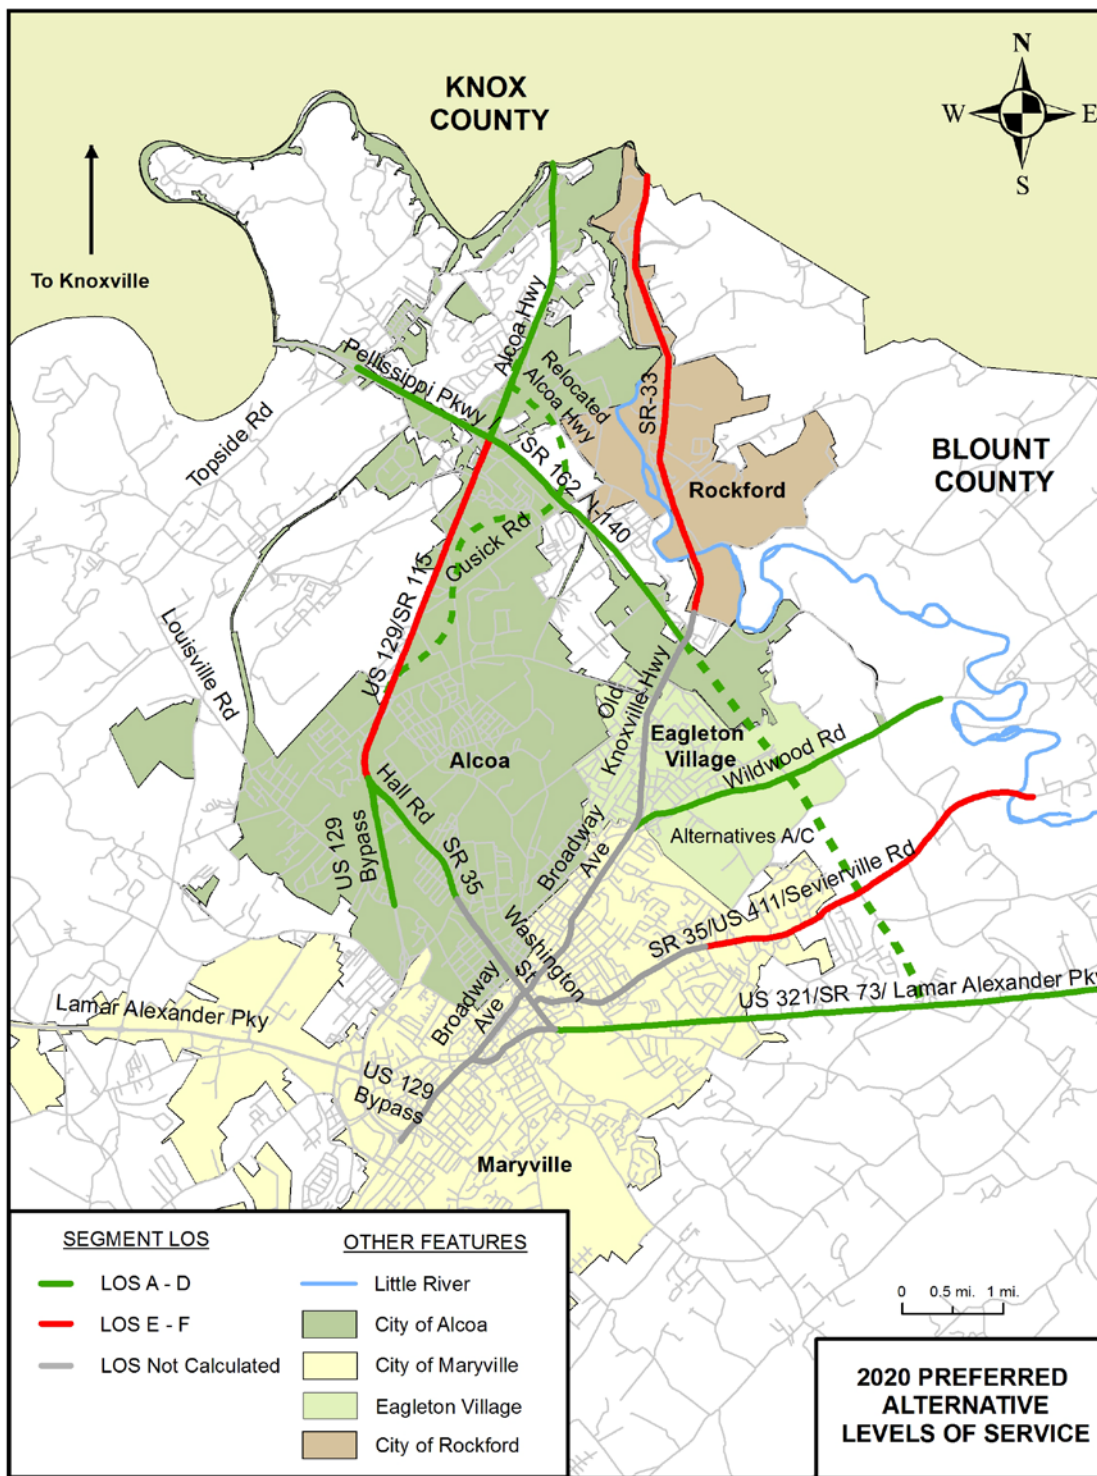 KNOX
COUNTY
N
W
E
S
To Knoxville
Alcoa Hwy
Pellissippi Pkwy /
Relocated
Alcoa Hwy
SR-33
Topside Rd
SR 162
N-140
BLOUNT
COUNTY
Rockford
Cusick Rd
US 129/SR 115
Louisville Rd
Old
Knoxville Hwy
Eagleton
Village
Wildwood Rd
Alcoa
Hall Rd
US 129
Bypass
SR 35
Broadway
Ave
Alternatives A/C
SR 35/US 411/Sevierville Rd
Washington
St
Broadway
Ave
US 321/SR 73/ Lamar Alexander Pky
Lamar Alexander Pky
US 129
Bypass
Maryville
SEGMENT LOS
LOS A - D
LOS E - F
LOS Not Calculated
OTHER FEATURES
Little River
City of Alcoa
City of Maryville
Eagleton Village
City of Rockford
0 0.5 mi. 1 mi.
2020 PREFERRED
ALTERNATIVE
LEVELS OF SERVICE